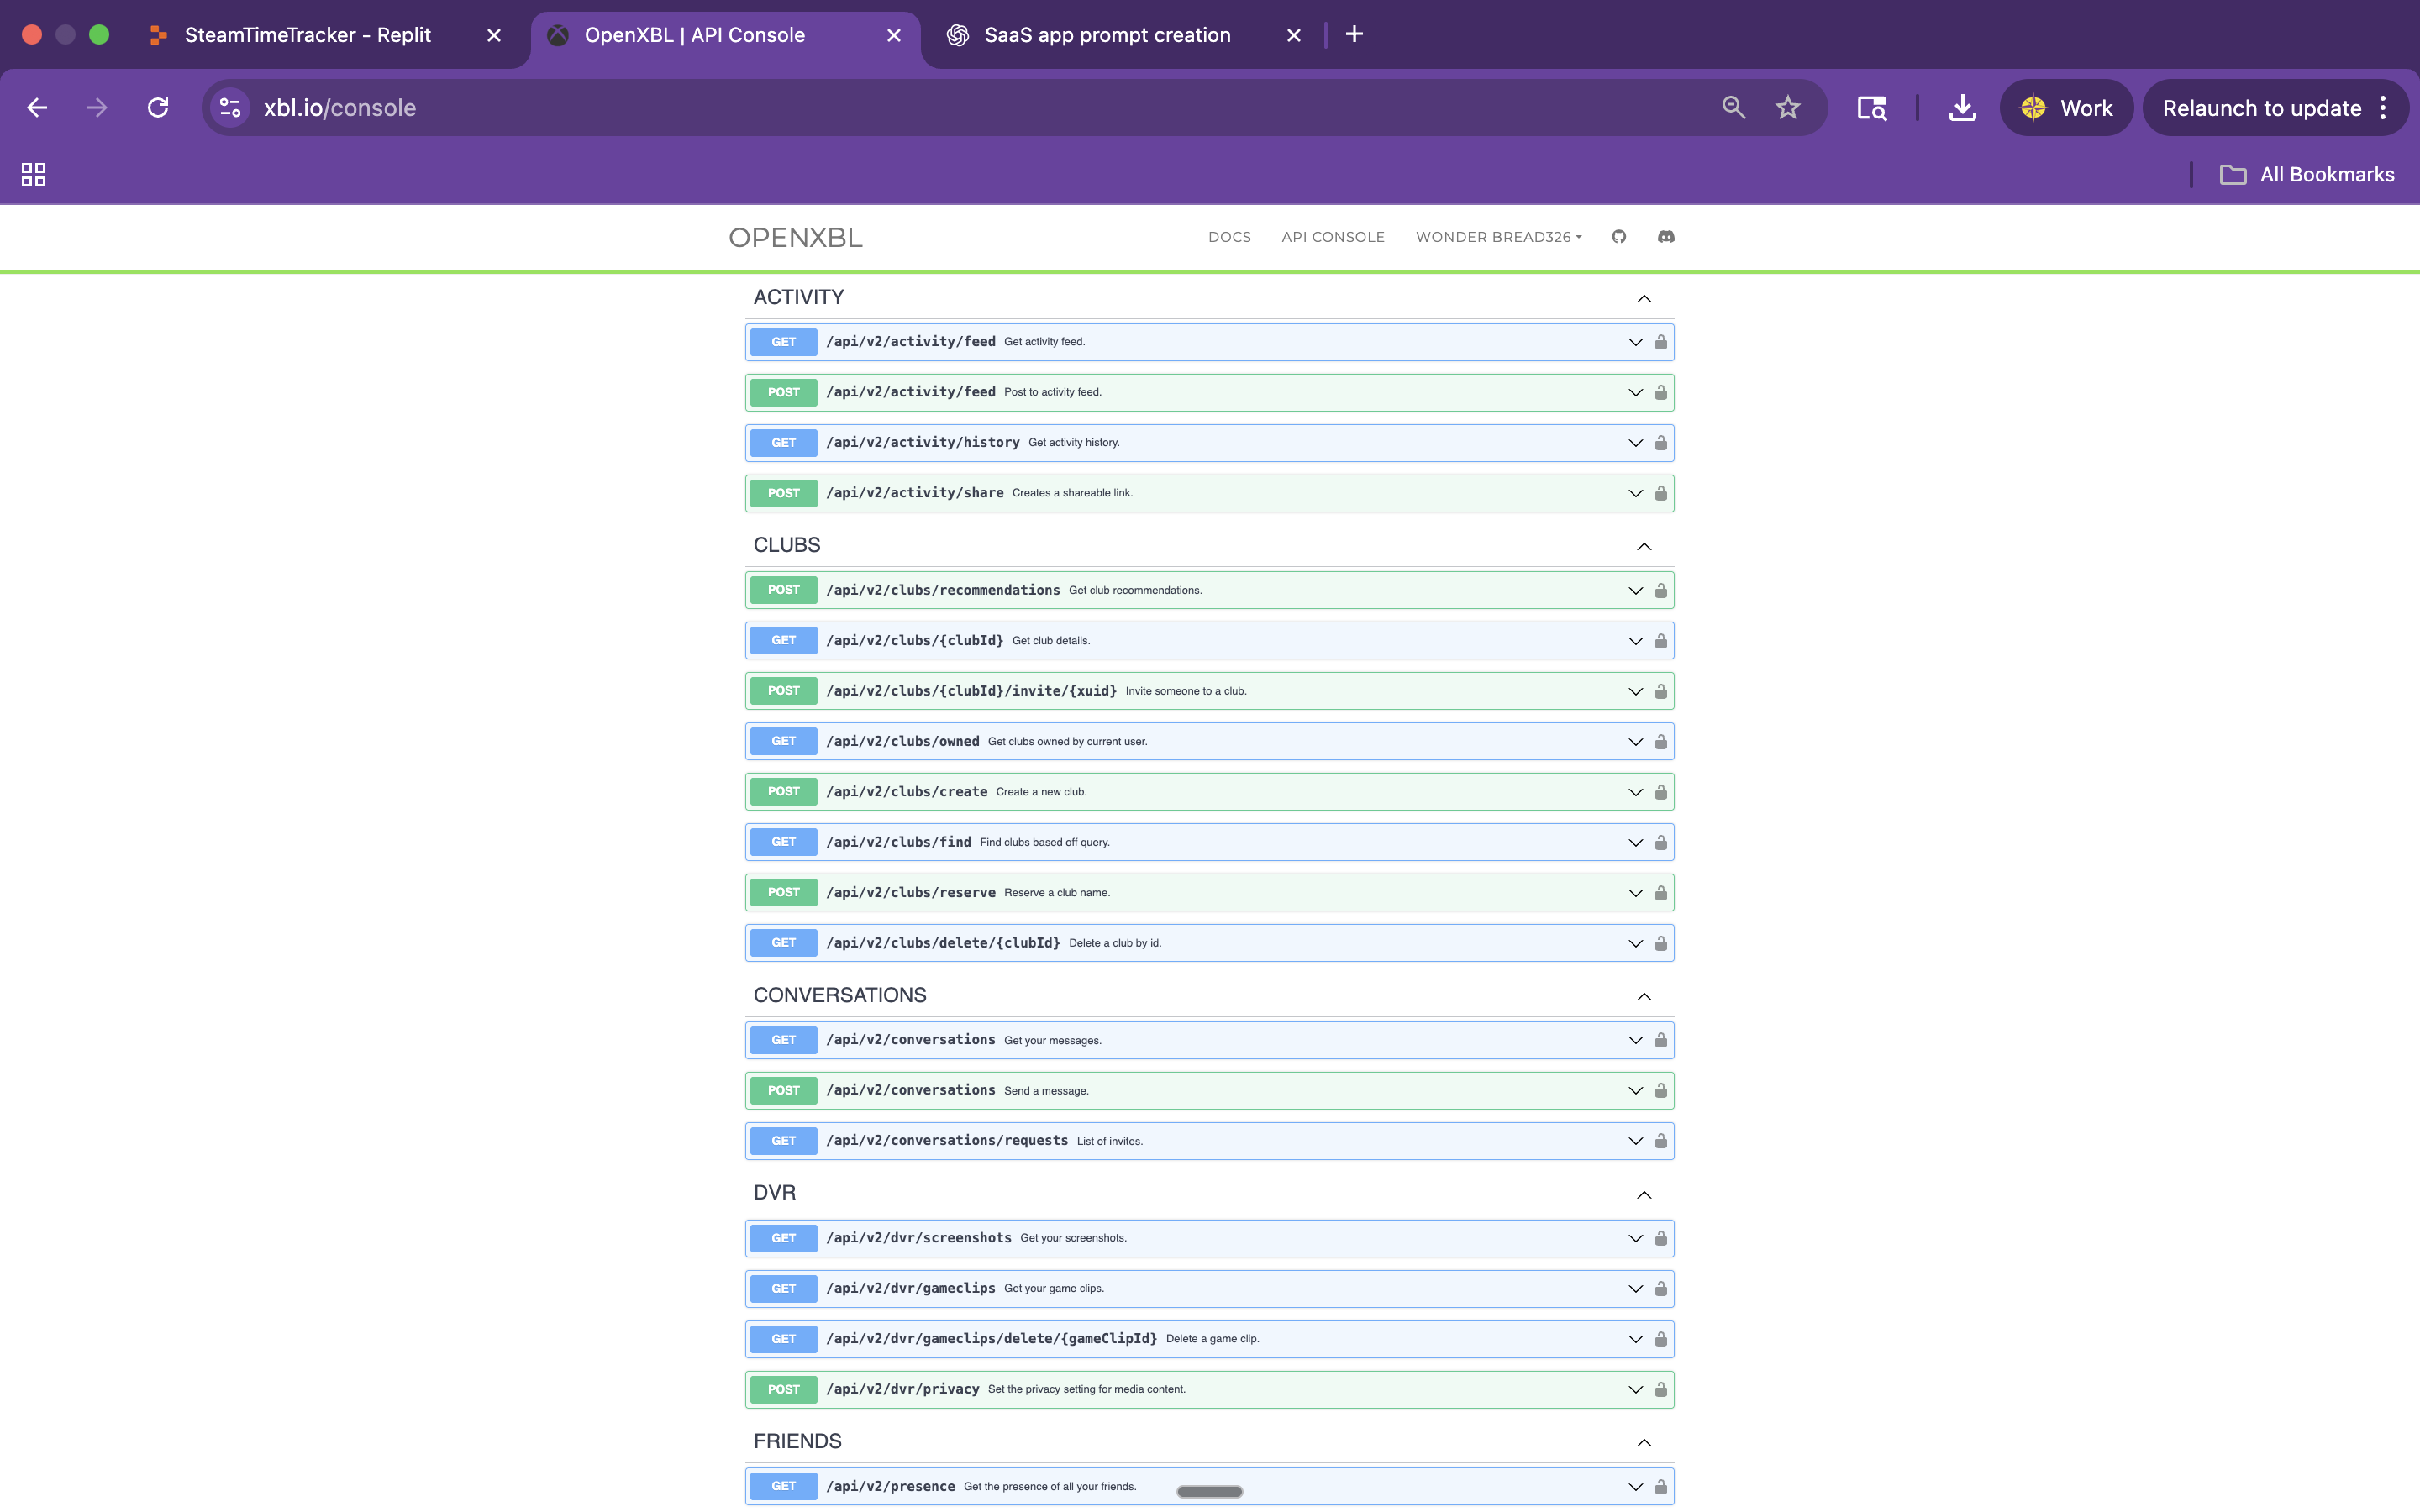 SteamTimeTracker - Replit
OpenXBL | API Console
SaaS app prompt creation
xbl.io/console
Work
Relaunch to update
All Bookmarks
OPENXBL
DOCS
API CONSOLE
WONDER BREAD326
ACTIVITY
GET /api/v2/activity/feed Get activity feed.
POST /api/v2/activity/feed Post to activity feed.
GET /api/v2/activity/history Get activity history.
POST /api/v2/activity/share Creates a shareable link.
CLUBS
POST /api/v2/clubs/recommendations Get club recommendations.
GET /api/v2/clubs/{clubId} Get club details.
POST /api/v2/clubs/{clubId}/invite/{xuid} Invite someone to a club.
GET /api/v2/clubs/owned Get clubs owned by current user.
POST /api/v2/clubs/create Create a new club.
GET /api/v2/clubs/find Find clubs based off query.
POST /api/v2/clubs/reserve Reserve a club name.
GET /api/v2/clubs/delete/{clubId} Delete a club by id.
CONVERSATIONS
GET /api/v2/conversations Get your messages.
POST /api/v2/conversations Send a message.
GET /api/v2/conversations/requests List of invites.
DVR
GET /api/v2/dvr/screenshots Get your screenshots.
GET /api/v2/dvr/gameclips Get your game clips.
GET /api/v2/dvr/gameclips/delete/{gameClipId} Delete a game clip.
POST /api/v2/dvr/privacy Set the privacy setting for media content.
FRIENDS
GET /api/v2/presence Get the presence of all your friends.